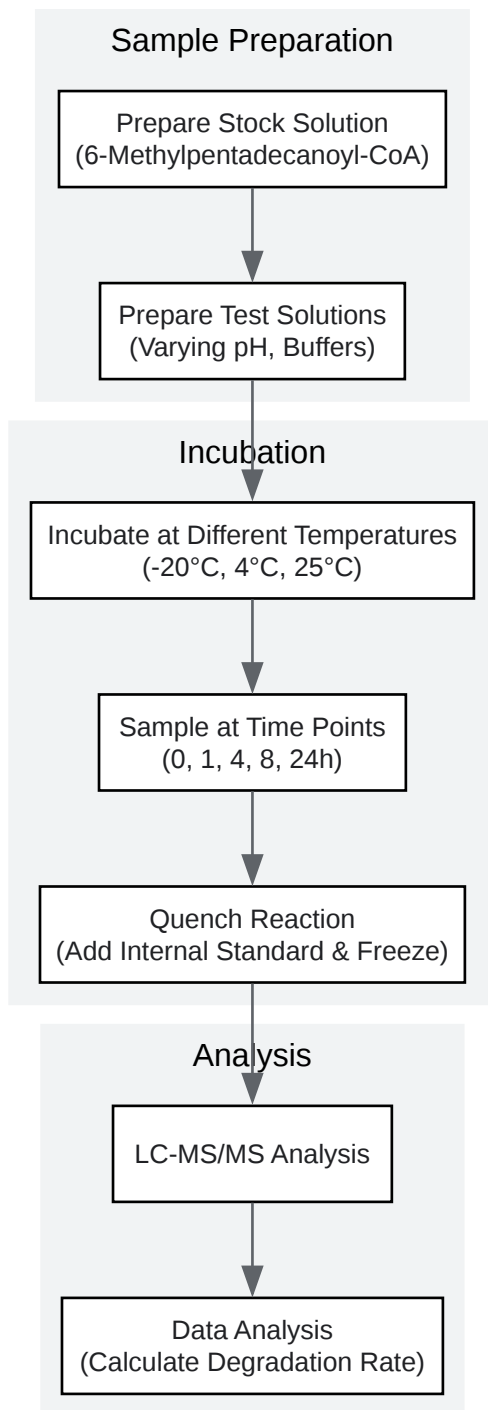 Sample Preparation
Prepare Stock Solution
(6-Methylpentadecanoyl-CoA)
Prepare Test Solutions
(Varying pH, Buffers)
Incubation
Incubate at Different Temperatures
(-20°C, 4°C, 25°C)
Sample at Time Points
(0, 1, 4, 8, 24h)
Quench Reaction
(Add Internal Standard & Freeze)
Analysis
LC-MS/MS Analysis
Data Analysis
(Calculate Degradation Rate)